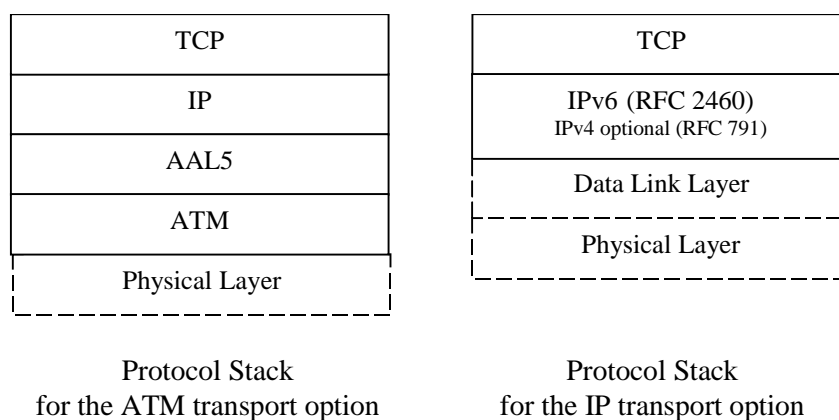 TCP
IP
AAL5
ATM
Physical Layer
Protocol Stack
for the ATM transport option
TCP
IPv6 (RFC 2460)
IPv4 optional (RFC 791)
Data Link Layer
Physical Layer
Protocol Stack
for the IP transport option